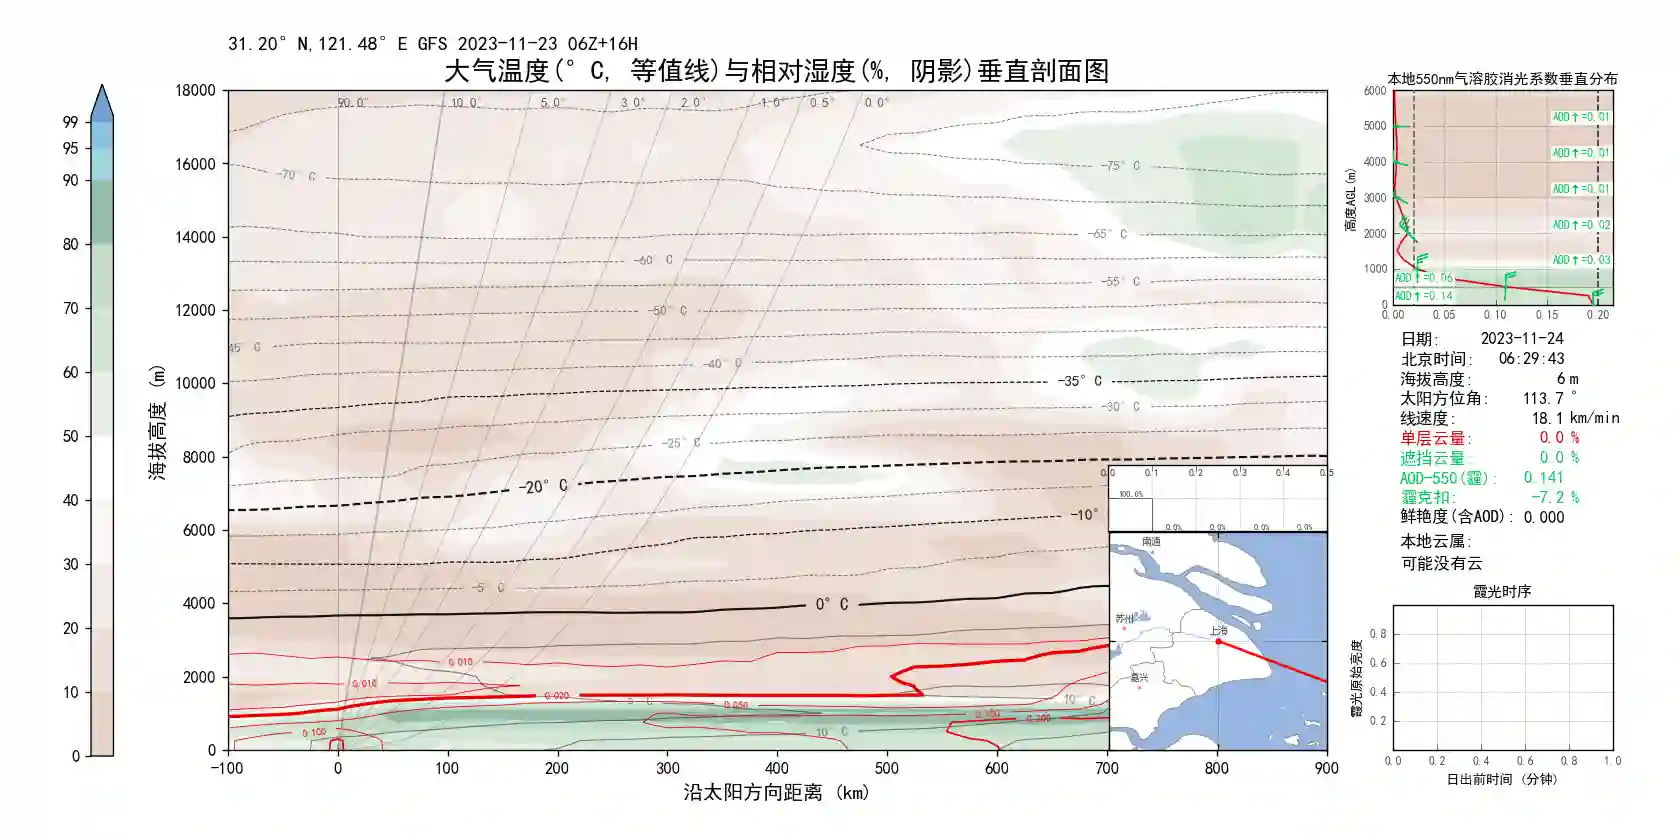 31.20° N,121.48° E GFS 2023-11-23 06Z+16H
大气温度(° C, 等值线)与相对湿度(%, 阴影)垂直剖面图
99
95
90
80
70
60
50
40
30
20
10
0
海拔高度 (m)
18000
16000
14000
12000
10000
8000
6000
4000
2000
0
90.0° 10.0° 5.0° 3.0° 2.0° 1.0° 0.5° 0.0°
-70° C
-75° C
-65° C
-60° C
-55° C
-50° C
45° C
-40° C
-35° C
-30° C
-25° C
-20° C
-10°
-5° C
0° C
0.010
0.010
0.020
5° C
0.050
10° C
0.100
0.200
0.100
10° C
-100 0 100 200 300 400 500 600 700 800 900
沿太阳方向距离 (km)
0.0 0.1 0.2 0.3 0.4 0.5
100.0%
0.0% 0.0% 0.0% 0.0%
南通
苏州
上海
嘉兴
本地550nm气溶胶消光系数垂直分布
高度AGL(m)
6000
5000
4000
3000
2000
1000
0
AOD↑=0.01
AOD↑=0.01
AOD↑=0.01
AOD↑=0.02
AOD↑=0.03
AOD↑=0.06
AOD↑=0.14
0.00 0.05 0.10 0.15 0.20
日期: 2023-11-24
北京时间: 06:29:43
海拔高度: 6 m
太阳方位角: 113.7 °
线速度: 18.1 km/min
单层云量: 0.0 %
遮挡云量: 0.0 %
AOD-550(霾): 0.141
霾克扣: -7.2 %
鲜艳度(含AOD): 0.000
本地云属:
可能没有云
霞光时序
霞光原始亮度
0.8
0.6
0.4
0.2
0.0 0.2 0.4 0.6 0.8 1.0
日出前时间 (分钟)